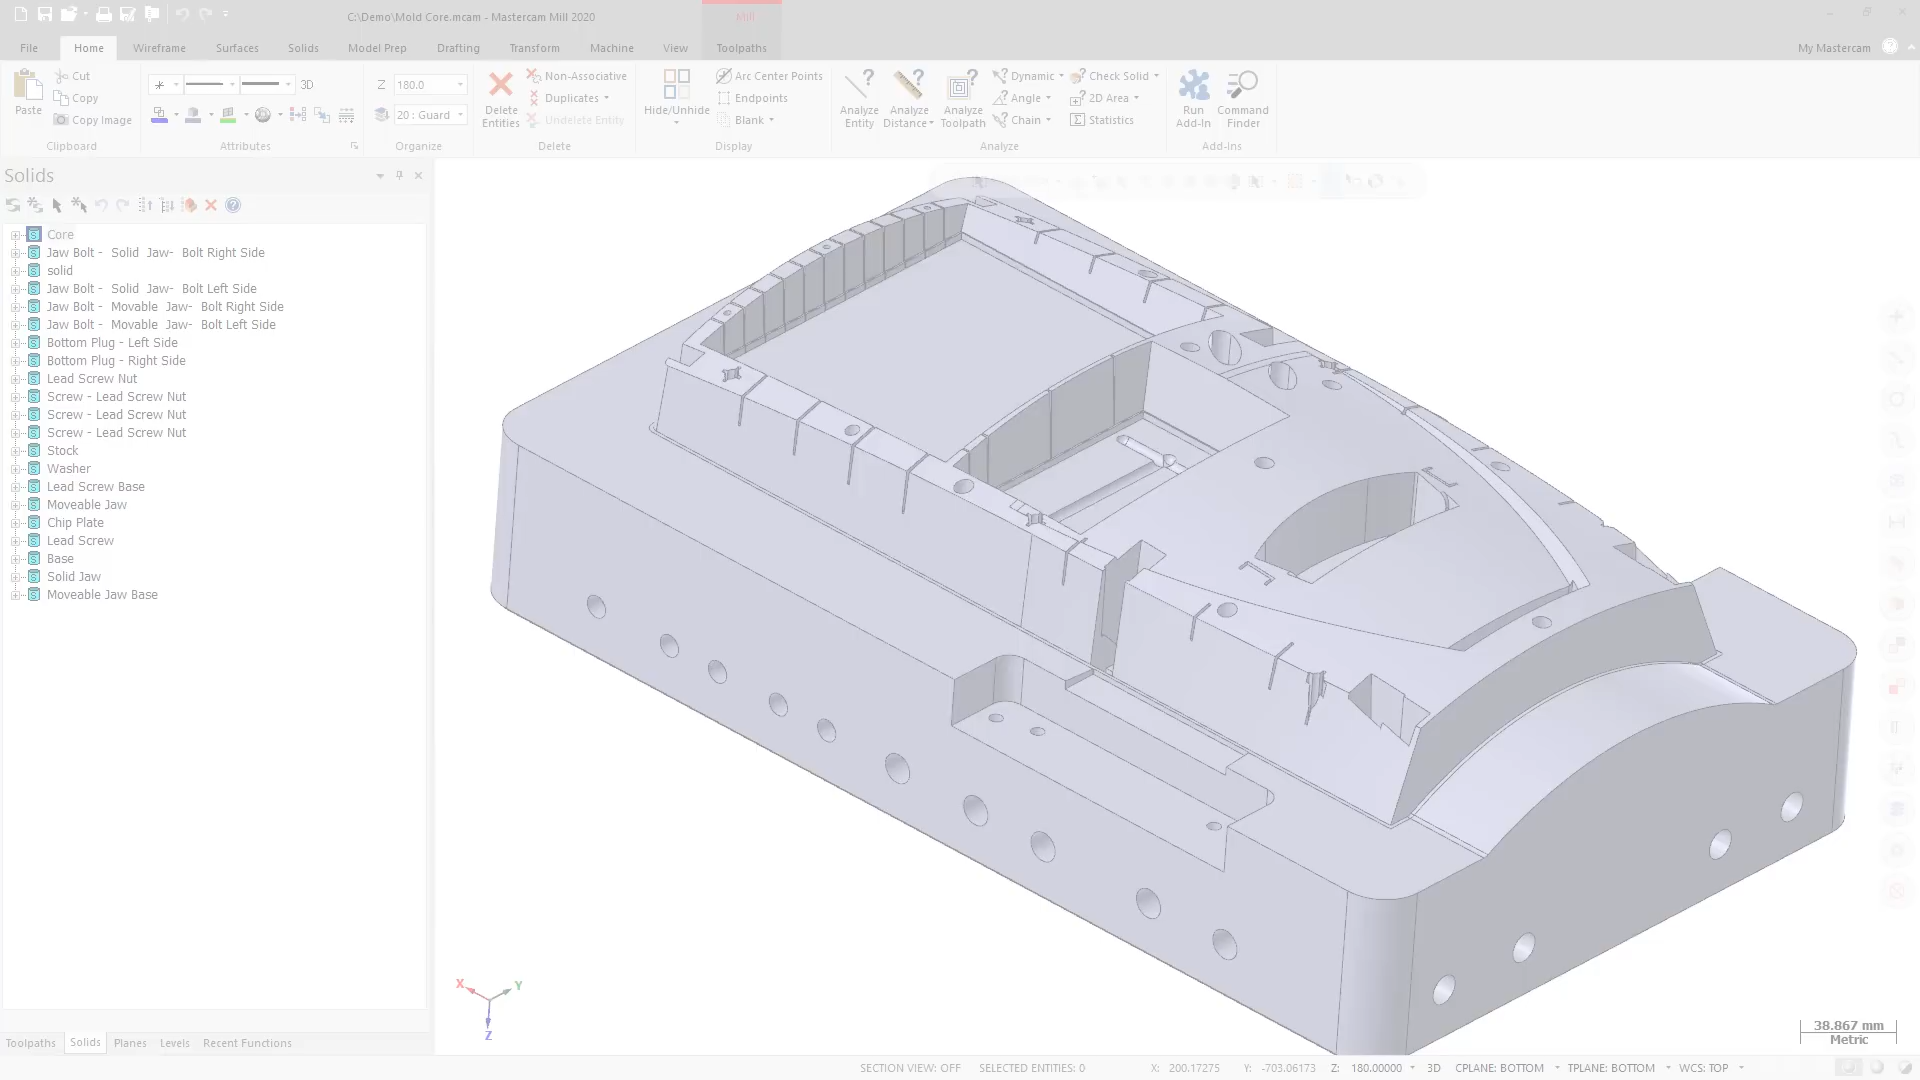 C:\Demo\Mold Core.mcam - Mastercam Mill 2020
Mill
File Home Wireframe Surfaces Solids Model Prep Drafting Transform Machine View Toolpaths My Mastercam
Paste
Cut
Copy
Copy Image
Clipboard
3D
Attributes
Z 180.0
20 : Guard
Organize
Delete Entities
Non-Associative
Duplicates
Undelete Entity
Delete
Hide/Unhide
Arc Center Points
Endpoints
Blank
Display
Analyze Entity
Analyze Distance
Analyze Toolpath
Dynamic
Angle
Chain
Check Solid
2D Area
Statistics
Analyze
Run Add-In
Command Finder
Add-Ins
Solids
Core
Jaw Bolt - Solid Jaw- Bolt Right Side
solid
Jaw Bolt - Solid Jaw- Bolt Left Side
Jaw Bolt - Movable Jaw- Bolt Right Side
Jaw Bolt - Movable Jaw- Bolt Left Side
Bottom Plug - Left Side
Bottom Plug - Right Side
Lead Screw Nut
Screw - Lead Screw Nut
Screw - Lead Screw Nut
Screw - Lead Screw Nut
Stock
Washer
Lead Screw Base
Moveable Jaw
Chip Plate
Lead Screw
Base
Solid Jaw
Moveable Jaw Base
X
Y
Z
38.867 mm
Metric
Toolpaths Solids Planes Levels Recent Functions
SECTION VIEW: OFF SELECTED ENTITIES: 0 X: 200.17275 Y: -703.06173 Z: 180.00000 3D CPLANE: BOTTOM TPLANE: BOTTOM WCS: TOP